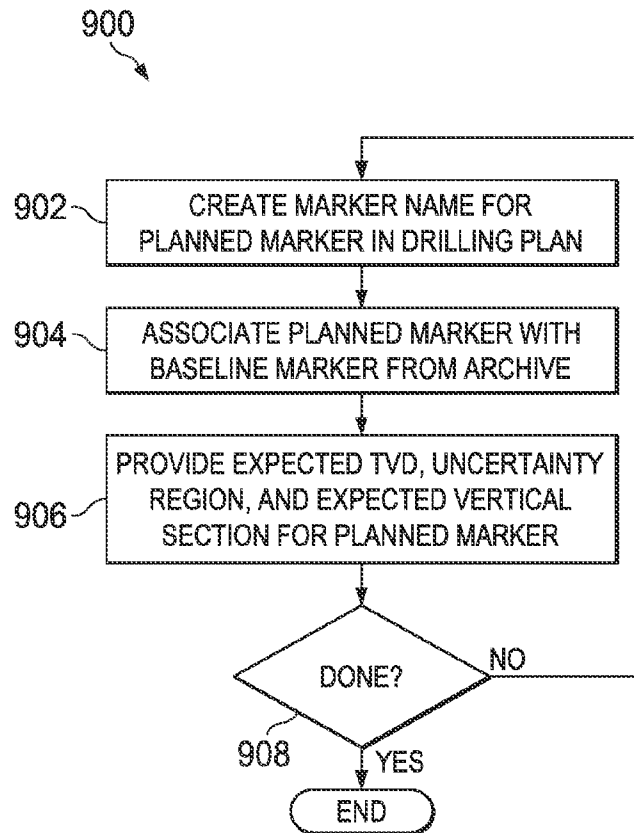 900
902
CREATE MARKER NAME FOR
PLANNED MARKER IN DRILLING PLAN
904
ASSOCIATE PLANNED MARKER WITH
BASELINE MARKER FROM ARCHIVE
906
PROVIDE EXPECTED TVD, UNCERTAINTY
REGION, AND EXPECTED VERTICAL
SECTION FOR PLANNED MARKER
DONE?
NO
908
YES
END